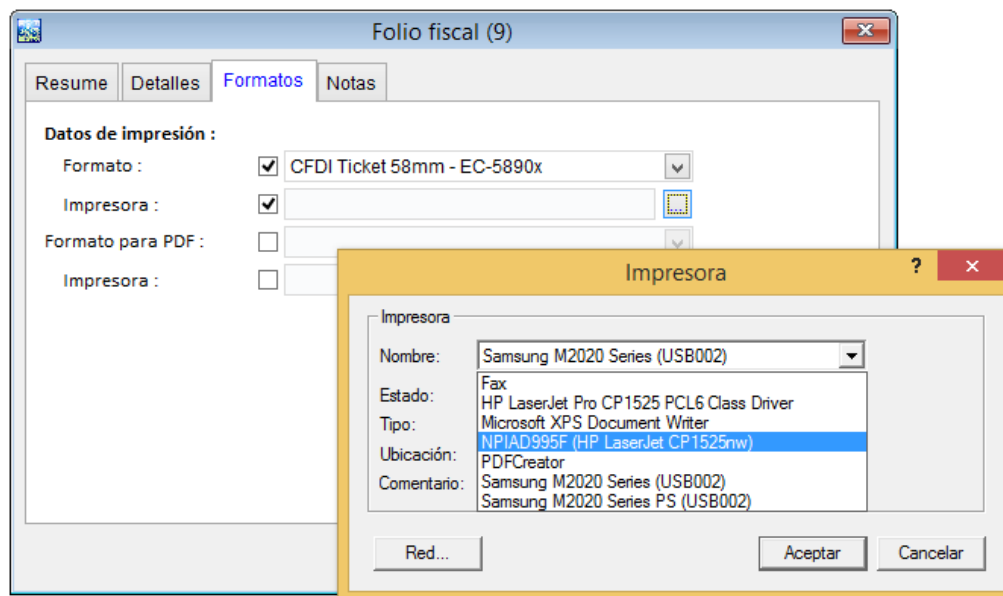 Folio fiscal (9)
Resume Detalles Formatos Notas
Datos de impresión :
Formato : CFDI Ticket 58mm - EC-5890x
Impresora : ...
Formato para PDF :
Impresora :
Impresora ?
Impresora
Nombre: Samsung M2020 Series (USB002)
Estado:
Tipo:
Ubicación:
Comentario:
Fax
HP LaserJet Pro CP1525 PCL6 Class Driver
Microsoft XPS Document Writer
NPIAD995F (HP LaserJet CP1525nw)
PDFCreator
Samsung M2020 Series (USB002)
Samsung M2020 Series PS (USB002)
Red... Aceptar Cancelar